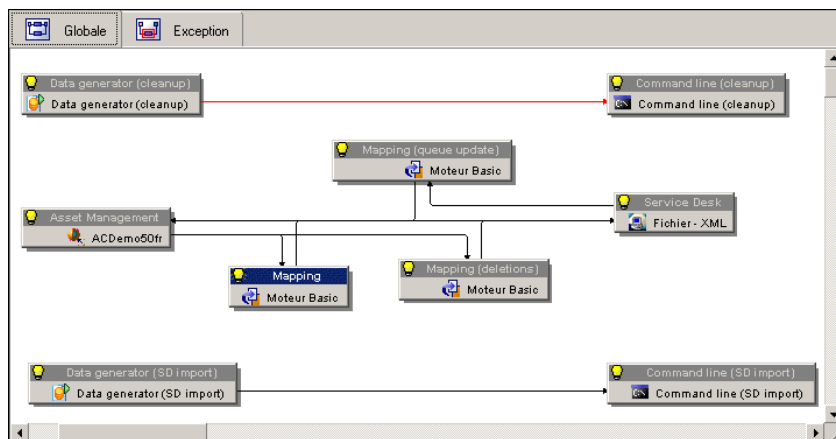 Globale Exception
Data generator (cleanup) Command line (cleanup)
Data generator (cleanup) Command line (cleanup)
Mapping (queue update)
Moteur Basic
Service Desk
Fichier - XML
Asset Management
ACDemo50fr
Mapping Mapping (deletions)
Moteur Basic Moteur Basic
Data generator (SD import) Command line (SD import)
Data generator (SD import) Command line (SD import)